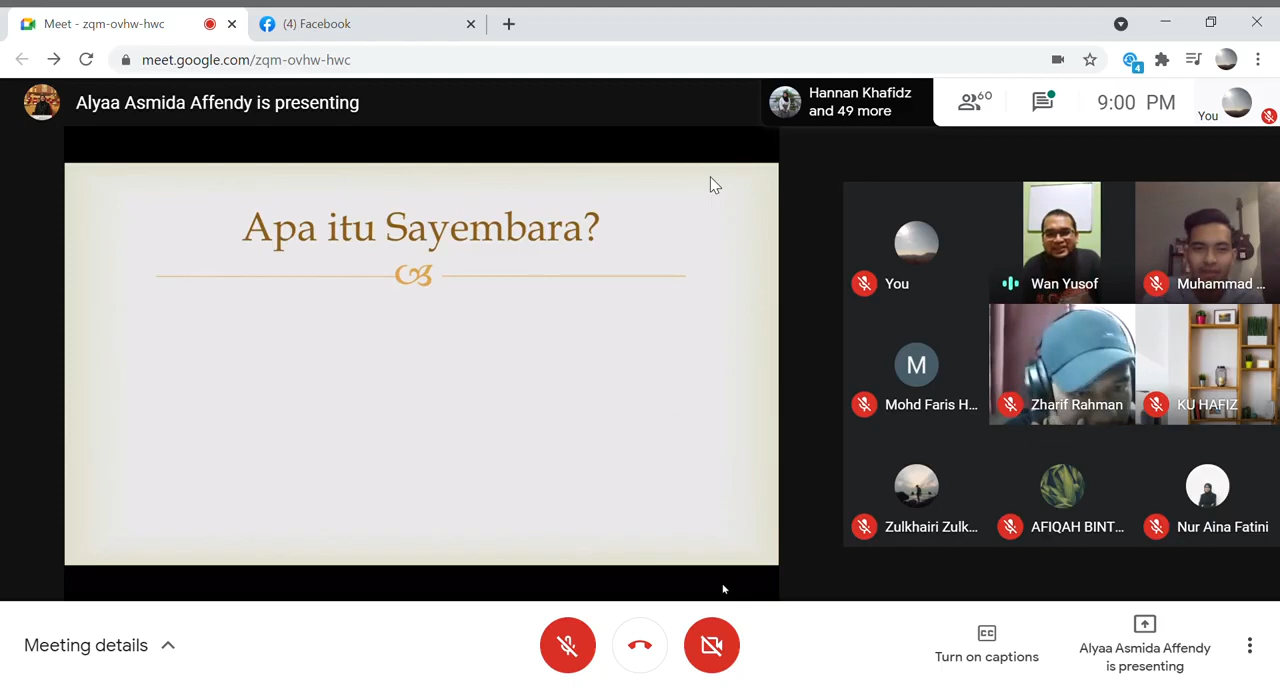 Meet - zqm-ovhw-hwc
(4) Facebook
meet.google.com/zqm-ovhw-hwc
4
Alyaa Asmida Affendy is presenting
Hannan Khafidz
and 49 more
60
9:00 PM
You
Apa itu Sayembara?
You
Wan Yusof
Muhammad ...
M
Mohd Faris H...
Zharif Rahman
KU HAFIZ
Zulkhairi Zulk...
AFIQAH BINT...
Nur Aina Fatini
Meeting details
CC
Turn on captions
Alyaa Asmida Affendy
is presenting